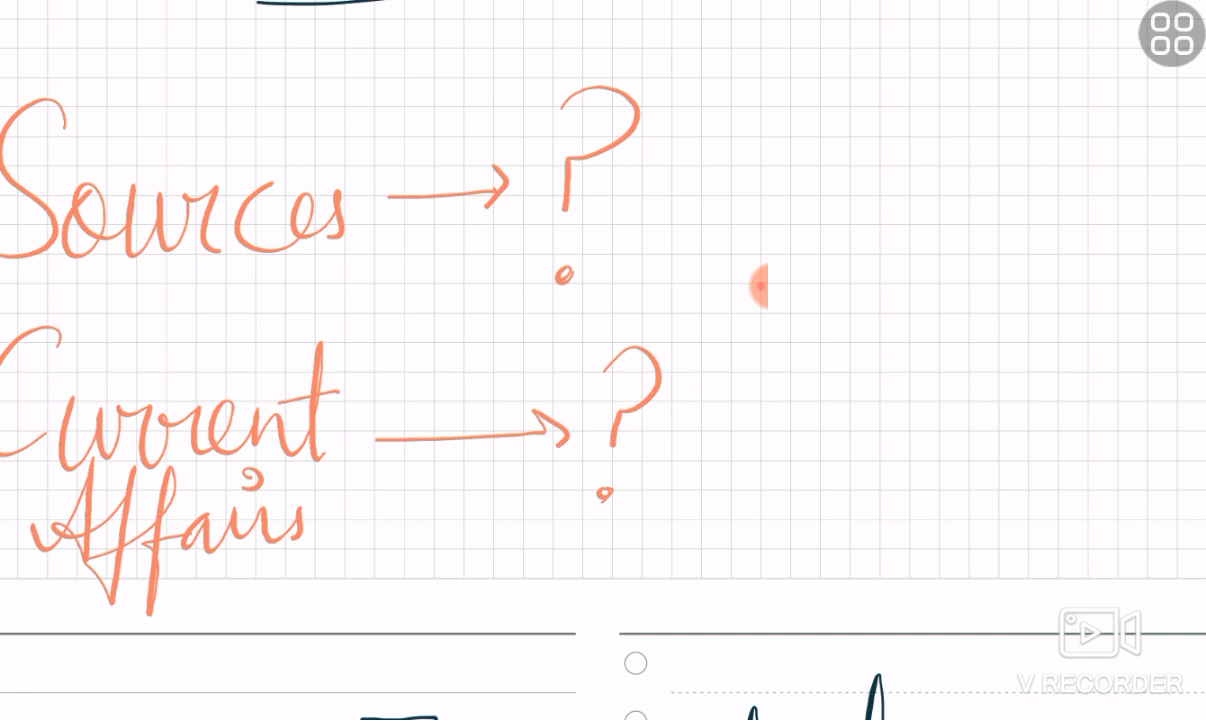 Sources → ?
Current → ?
Affairs
V RECORDER